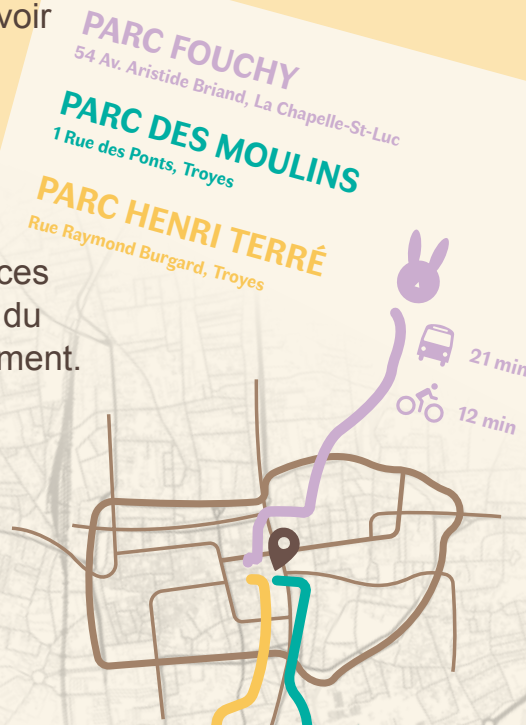 voir
PARC FOUCHY
54 Av. Aristide Briand, La Chapelle-St-Luc
PARC DES MOULINS
1 Rue des Ponts, Troyes
PARC HENRI TERRÉ
Rue Raymond Burgard, Troyes
ces
du
ment.
21 min
12 min